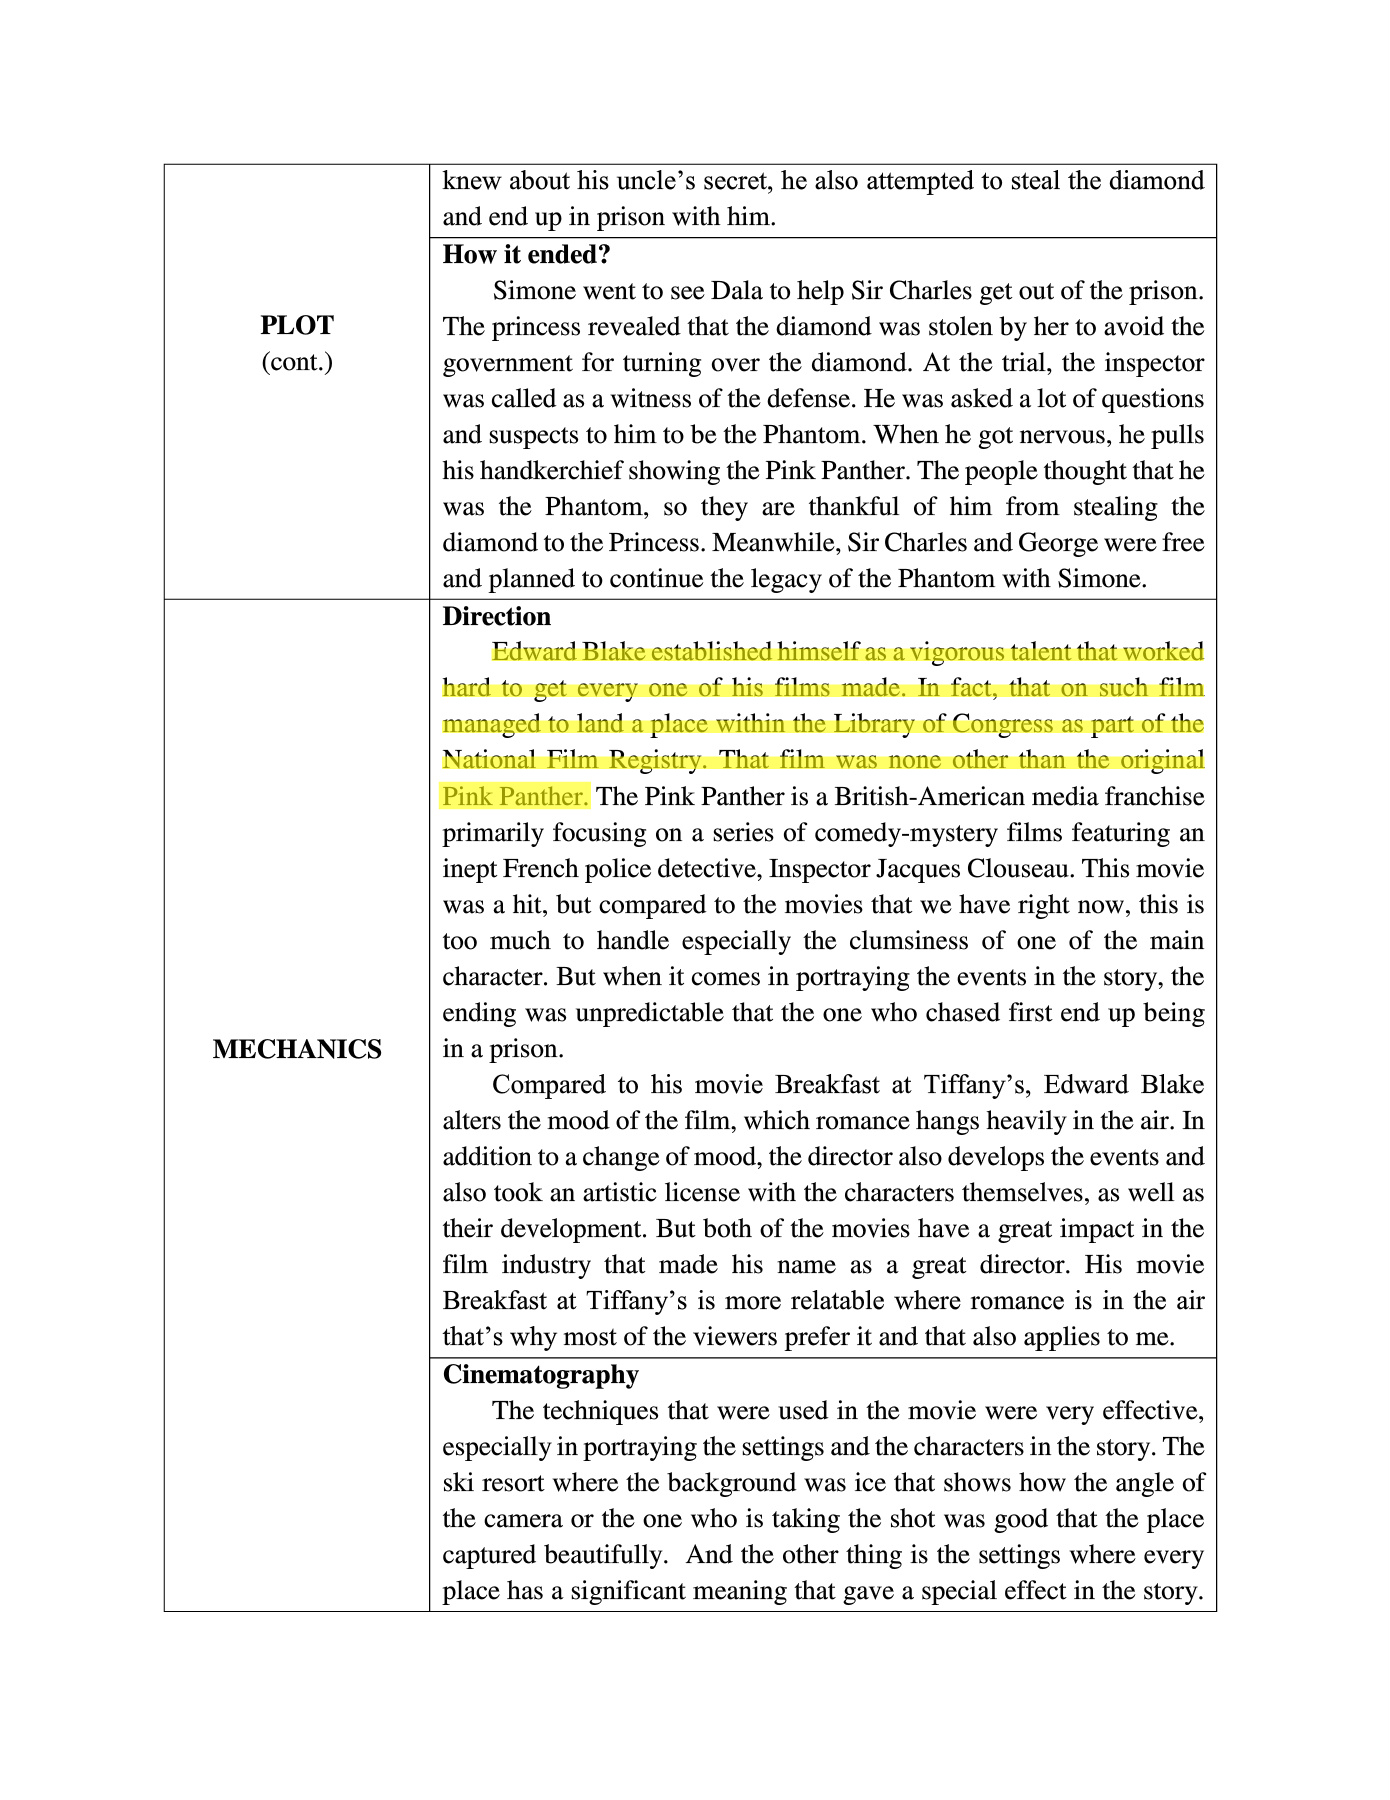 knew about his uncle’s secret, he also attempted to steal the diamond
and end up in prison with him.
PLOT
(cont.)
How it ended?
Simone went to see Dala to help Sir Charles get out of the prison.
The princess revealed that the diamond was stolen by her to avoid the
government for turning over the diamond. At the trial, the inspector
was called as a witness of the defense. He was asked a lot of questions
and suspects to him to be the Phantom. When he got nervous, he pulls
his handkerchief showing the Pink Panther. The people thought that he
was the Phantom, so they are thankful of him from stealing the
diamond to the Princess. Meanwhile, Sir Charles and George were free
and planned to continue the legacy of the Phantom with Simone.
MECHANICS
Direction
Edward Blake established himself as a vigorous talent that worked
hard to get every one of his films made. In fact, that on such film
managed to land a place within the Library of Congress as part of the
National Film Registry. That film was none other than the original
Pink Panther. The Pink Panther is a British-American media franchise
primarily focusing on a series of comedy-mystery films featuring an
inept French police detective, Inspector Jacques Clouseau. This movie
was a hit, but compared to the movies that we have right now, this is
too much to handle especially the clumsiness of one of the main
character. But when it comes in portraying the events in the story, the
ending was unpredictable that the one who chased first end up being
in a prison.
Compared to his movie Breakfast at Tiffany’s, Edward Blake
alters the mood of the film, which romance hangs heavily in the air. In
addition to a change of mood, the director also develops the events and
also took an artistic license with the characters themselves, as well as
their development. But both of the movies have a great impact in the
film industry that made his name as a great director. His movie
Breakfast at Tiffany’s is more relatable where romance is in the air
that’s why most of the viewers prefer it and that also applies to me.
Cinematography
The techniques that were used in the movie were very effective,
especially in portraying the settings and the characters in the story. The
ski resort where the background was ice that shows how the angle of
the camera or the one who is taking the shot was good that the place
captured beautifully. And the other thing is the settings where every
place has a significant meaning that gave a special effect in the story.